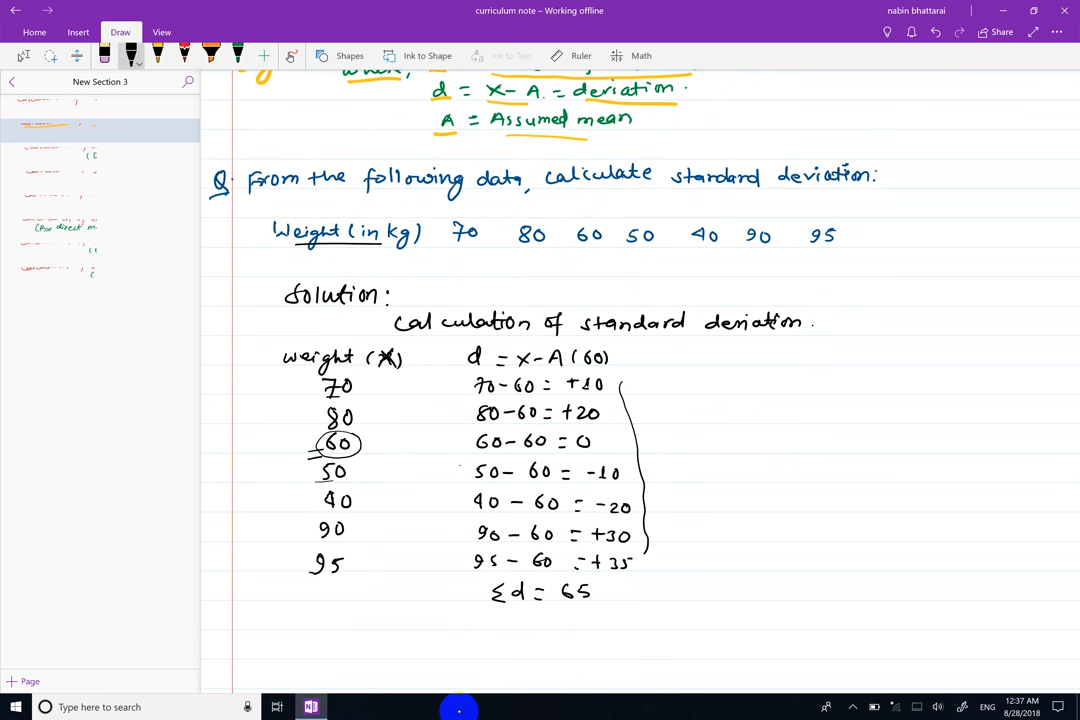 curriculum note – Working offline
nabin bhattarai
Home Insert Draw View
Share
Shapes Ink to Shape Ink to Text Ruler Math
New Section 3
where,
d = X - A. = deviation.
A = Assumed mean
Q. From the following data, calculate standard deviation:
Weight (in kg) 70 80 60 50 40 90 95
Solution:
Calculation of standard deviation.
weight (X) d = X - A (60)
70 70-60 = +10
80 80-60 = +20
60 60-60 = 0
50 50-60 = -10
40 40-60 = -20
90 90-60 = +30
95 95-60 = +35
Σd = 65
(By direct m
Page
Type here to search
ENG
12:37 AM
8/28/2018